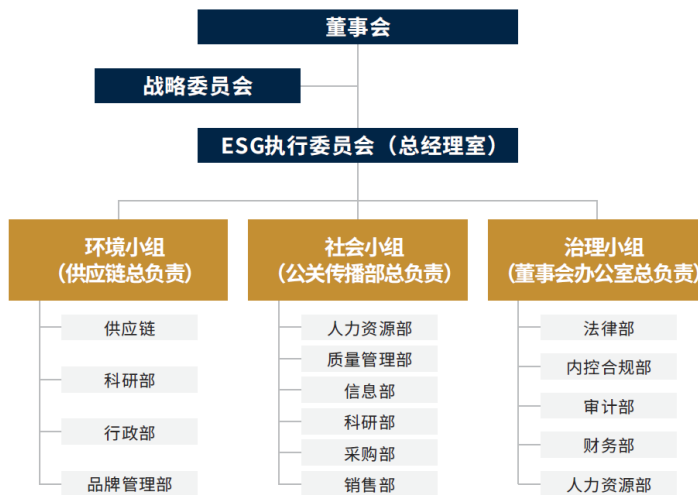 董事会
战略委员会
ESG执行委员会（总经理室）
环境小组
（供应链总负责）
供应链
科研部
行政部
品牌管理部
社会小组
（公关传播部总负责）
人力资源部
质量管理部
信息部
科研部
采购部
销售部
治理小组
（董事会办公室总负责）
法律部
内控合规部
审计部
财务部
人力资源部